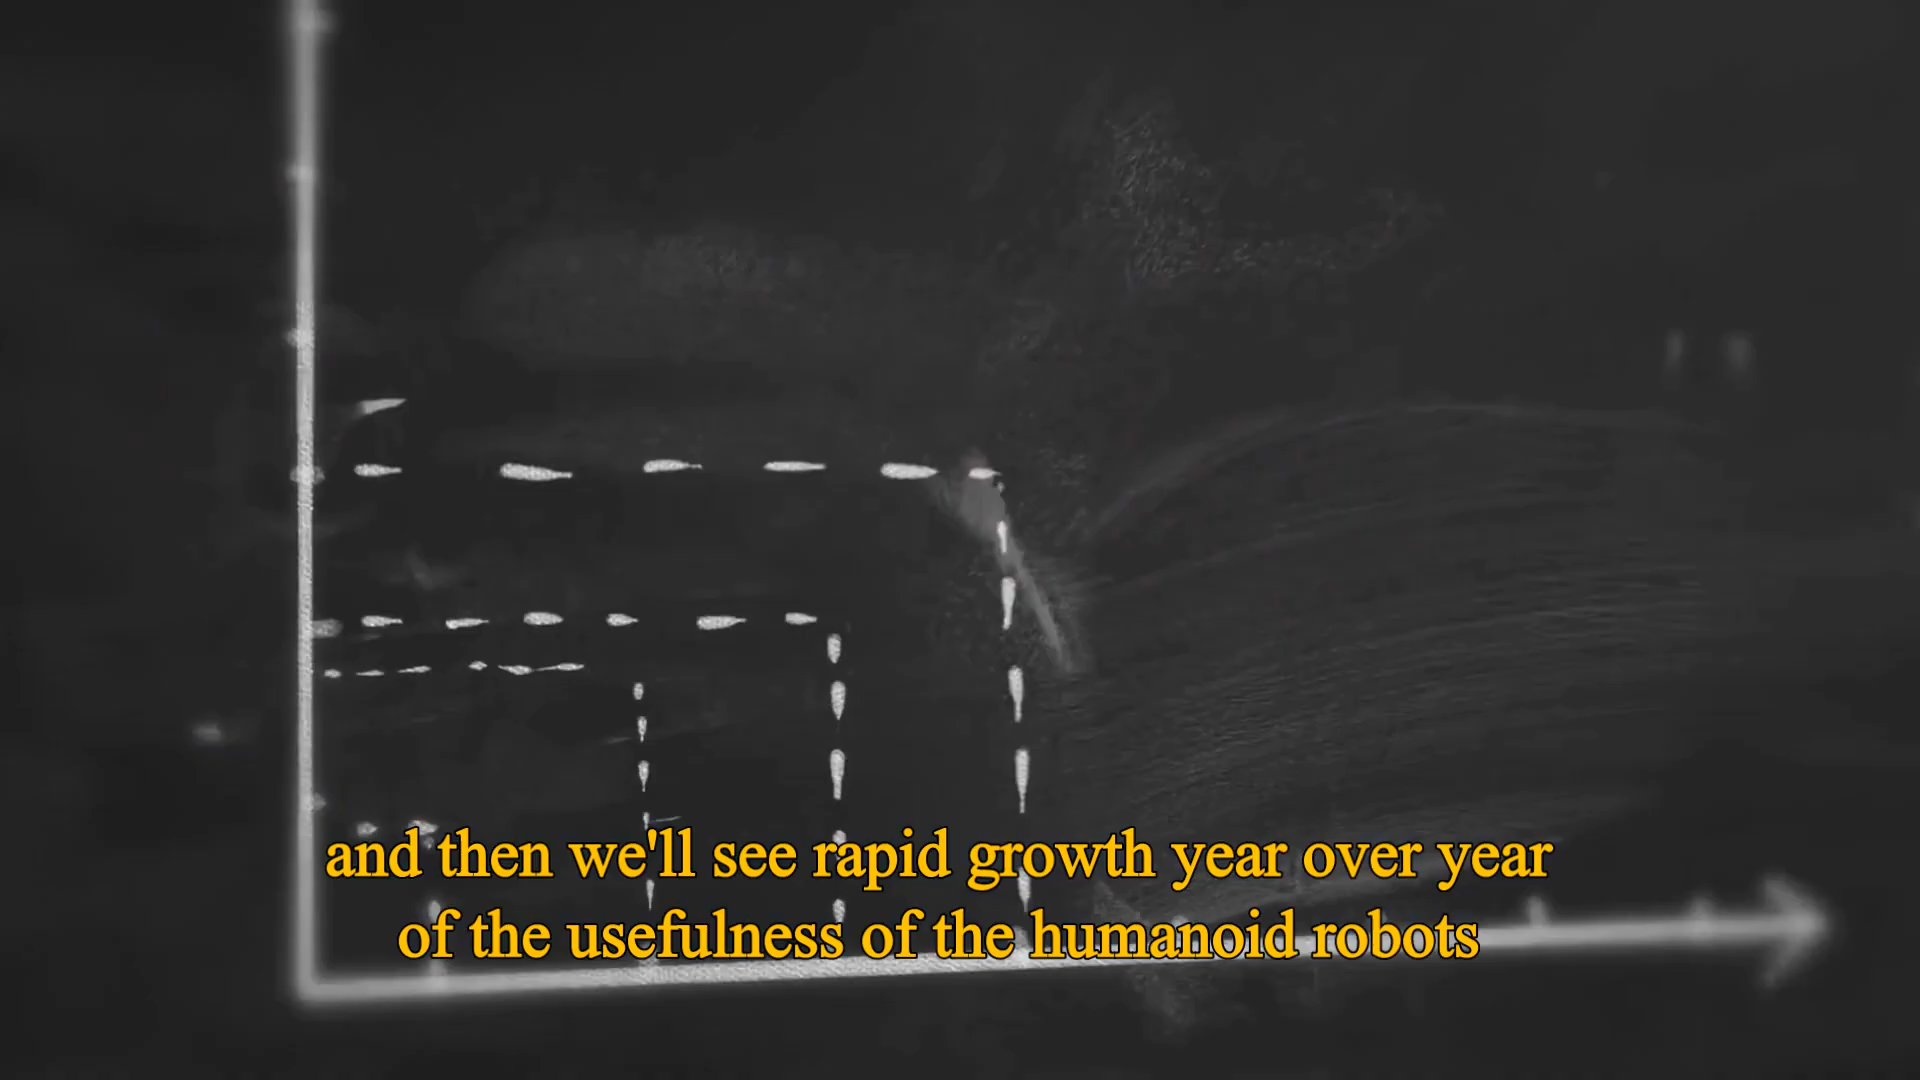 and then we'll see rapid growth year over year
of the usefulness of the humanoid robots